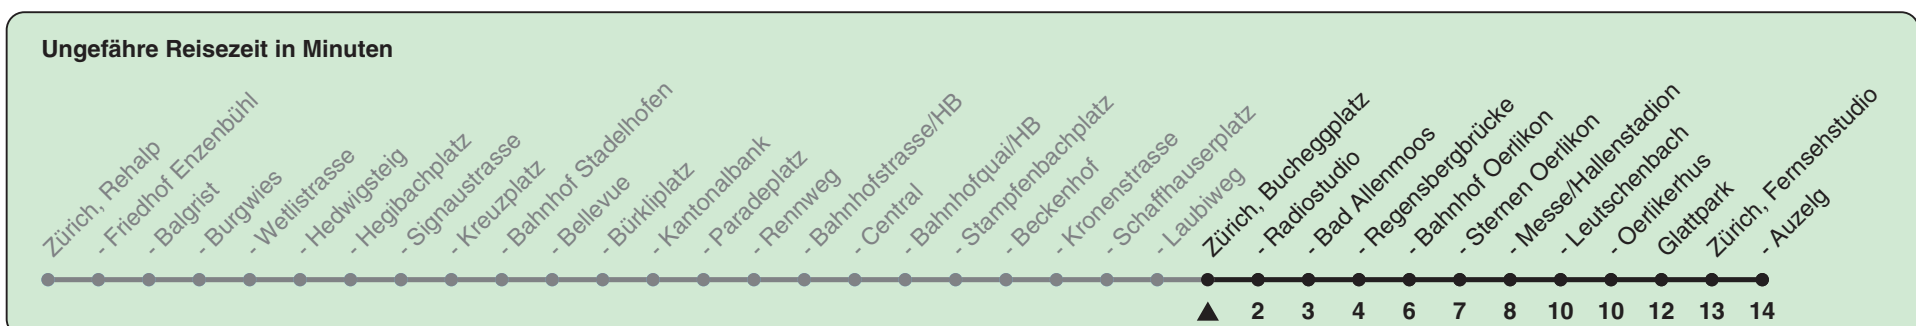 Ungefähre Reisezeit in Minuten
Zürich, Rehalp
- Friedhof Enzenbühl
- Balgrist
- Burgwies
- Wetlistrasse
- Hedwigsteig
- Hegibachplatz
- Signaustrasse
- Kreuzplatz
- Bahnhof Stadelhofen
- Bellevue
- Bürkliplatz
- Kantonalbank
- Paradeplatz
- Rennweg
- Bahnhofstrasse/HB
- Central
- Bahnhofquai/HB
- Stampfenbachplatz
- Beckenhof
- Kronenstrasse
- Schaffhauserplatz
- Laubiweg
Zürich, Bucheggplatz
- Radiostudio
- Bad Allenmoos
- Regensbergbrücke
- Bahnhof Oerlikon
- Sternen Oerlikon
- Messe/Hallenstadion
- Leutschenbach
- Oerlikerhus
Glattpark
Zürich, Fernsehstudio
- Auzelg
2 3 4 6 7 8 10 10 12 13 14